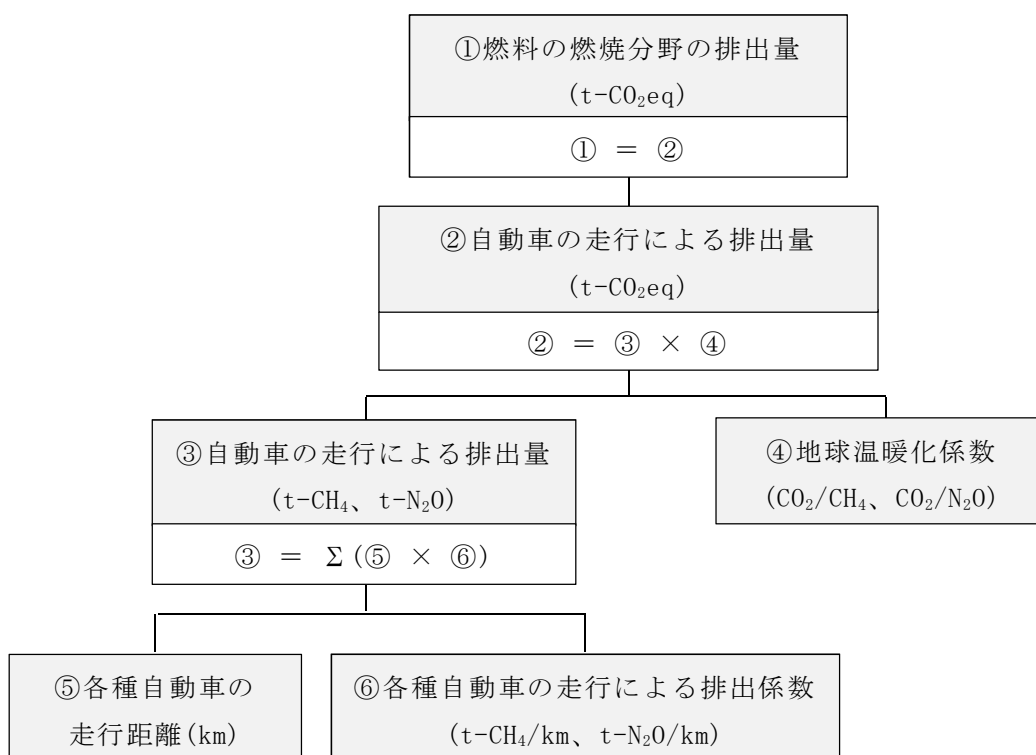 ①燃料の燃焼分野の排出量
(t-CO₂eq)
① = ②
②自動車の走行による排出量
(t-CO₂eq)
② = ③ × ④
③自動車の走行による排出量
(t-CH₄、t-N₂O)
③ = Σ(⑤ × ⑥)
④地球温暖化係数
(CO₂/CH₄、CO₂/N₂O)
⑤各種自動車の
走行距離(km)
⑥各種自動車の走行による排出係数
(t-CH₄/km、t-N₂O/km)